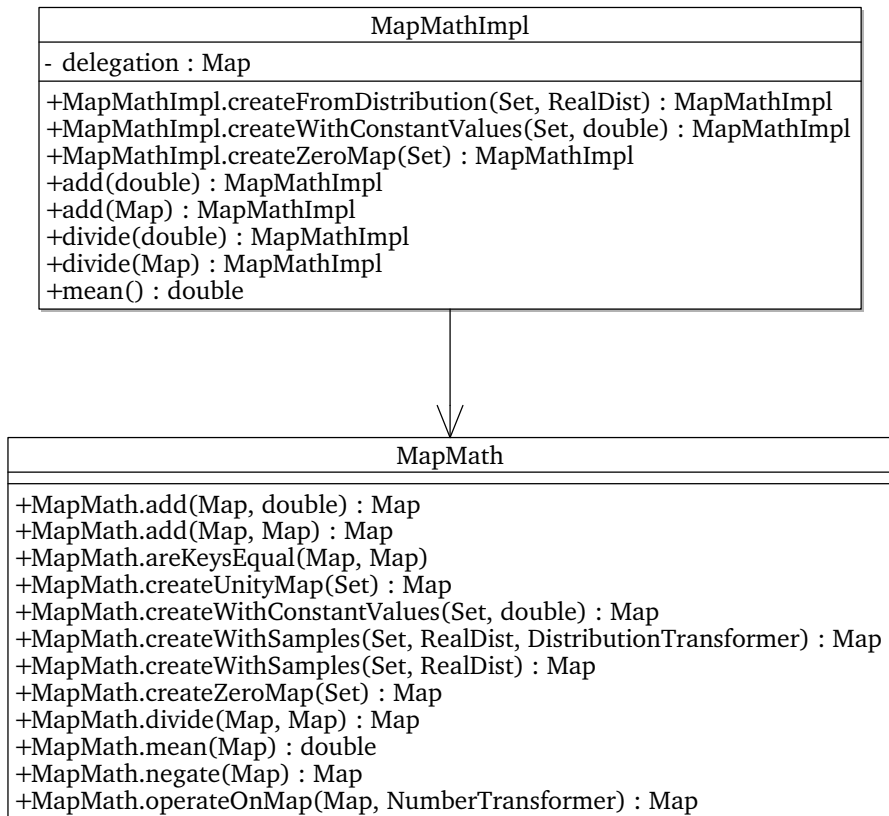 MapMathImpl
- delegation : Map
+MapMathImpl.createFromDistribution(Set, RealDist) : MapMathImpl
+MapMathImpl.createWithConstantValues(Set, double) : MapMathImpl
+MapMathImpl.createZeroMap(Set) : MapMathImpl
+add(double) : MapMathImpl
+add(Map) : MapMathImpl
+divide(double) : MapMathImpl
+divide(Map) : MapMathImpl
+mean() : double
MapMath
+MapMath.add(Map, double) : Map
+MapMath.add(Map, Map) : Map
+MapMath.areKeysEqual(Map, Map)
+MapMath.createUnityMap(Set) : Map
+MapMath.createWithConstantValues(Set, double) : Map
+MapMath.createWithSamples(Set, RealDist, DistributionTransformer) : Map
+MapMath.createWithSamples(Set, RealDist) : Map
+MapMath.createZeroMap(Set) : Map
+MapMath.divide(Map, Map) : Map
+MapMath.mean(Map) : double
+MapMath.negate(Map) : Map
+MapMath.operateOnMap(Map, NumberTransformer) : Map